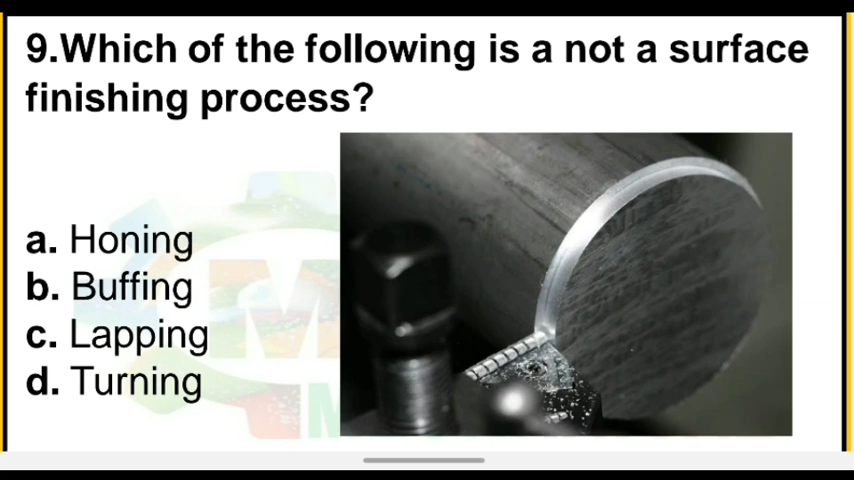 9.Which of the following is a not a surface
finishing process?
a. Honing
b. Buffing
c. Lapping
d. Turning